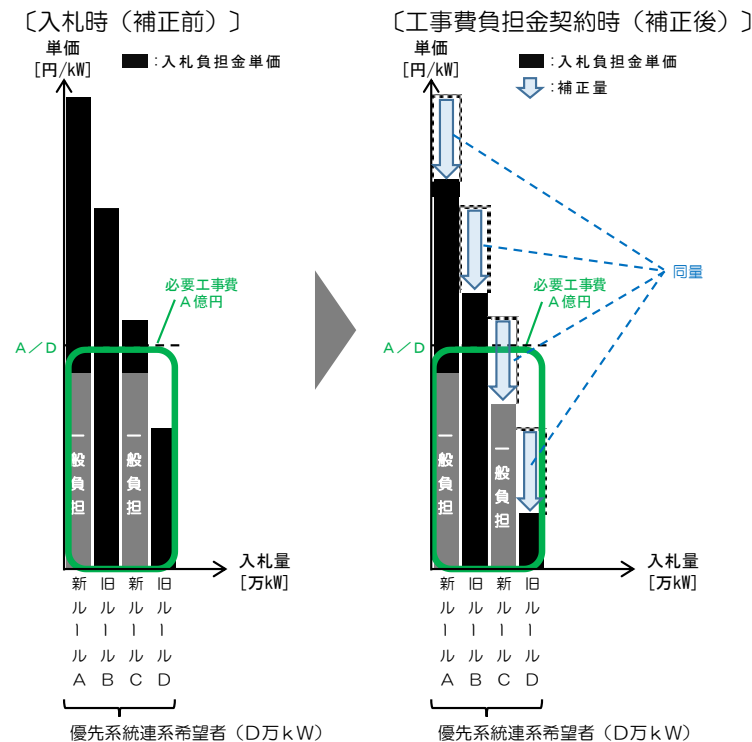 〔入札時（補正前）〕
単価
[円/kW]
：入札負担金単価
必要工事費
Ａ億円
Ａ／Ｄ
一般負担
一般負担
入札量
[万kW]
新ルールＡ
旧ルールＢ
新ルールＣ
旧ルールＤ
優先系統連系希望者（Ｄ万ｋＷ）
〔工事費負担金契約時（補正後）〕
単価
[円/kW]
：入札負担金単価
：補正量
同量
必要工事費
Ａ億円
Ａ／Ｄ
一般負担
一般負担
入札量
[万kW]
新ルールＡ
旧ルールＢ
新ルールＣ
旧ルールＤ
優先系統連系希望者（Ｄ万ｋＷ）